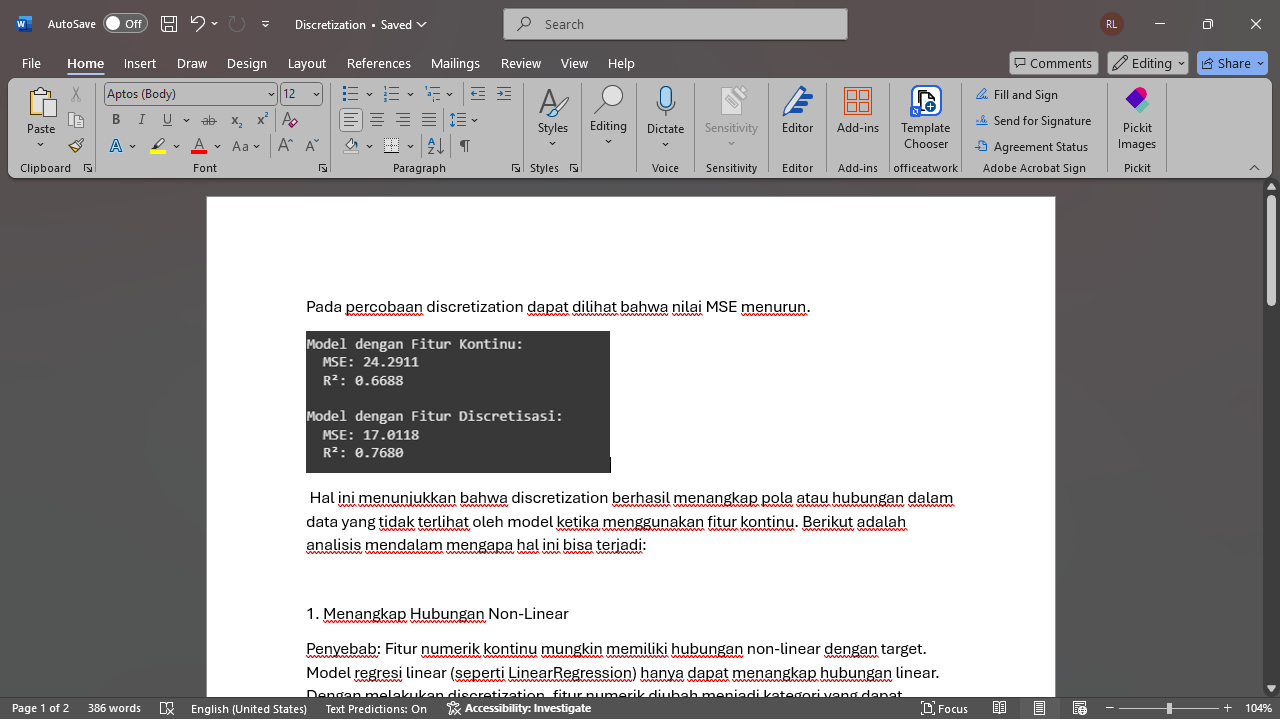 AutoSave Off Discretization • Saved Search RL
File Home Insert Draw Design Layout References Mailings Review View Help Comments Editing Share
Aptos (Body) 12
Paste Styles Editing Dictate Sensitivity Editor Add-ins Template Chooser Fill and Sign Send for Signature Agreement Status Pickit Images
Clipboard Font Paragraph Styles Voice Sensitivity Editor Add-ins officeatwork Adobe Acrobat Sign Pickit
Pada percobaan discretization dapat dilihat bahwa nilai MSE menurun.
Model dengan Fitur Kontinu:
MSE: 24.2911
R²: 0.6688
Model dengan Fitur Discretisasi:
MSE: 17.0118
R²: 0.7680
Hal ini menunjukkan bahwa discretization berhasil menangkap pola atau hubungan dalam
data yang tidak terlihat oleh model ketika menggunakan fitur kontinu. Berikut adalah
analisis mendalam mengapa hal ini bisa terjadi:
1. Menangkap Hubungan Non-Linear
Penyebab: Fitur numerik kontinu mungkin memiliki hubungan non-linear dengan target.
Model regresi linear (seperti LinearRegression) hanya dapat menangkap hubungan linear.
Dengan melakukan discretization, fitur numerik diubah menjadi kategori yang dapat
Page 1 of 2 386 words English (United States) Text Predictions: On Accessibility: Investigate Focus 104%